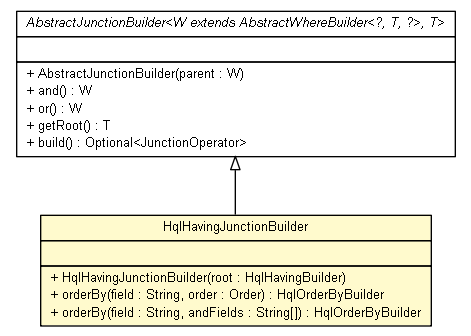 AbstractJunctionBuilder<W extends AbstractWhereBuilder<?, T, ?>, T>
+ AbstractJunctionBuilder(parent : W)
+ and() : W
+ or() : W
+ getRoot() : T
+ build() : Optional<JunctionOperator>
HqlHavingJunctionBuilder
+ HqlHavingJunctionBuilder(root : HqlHavingBuilder)
+ orderBy(field : String, order : Order) : HqlOrderByBuilder
+ orderBy(field : String, andFields : String[]) : HqlOrderByBuilder